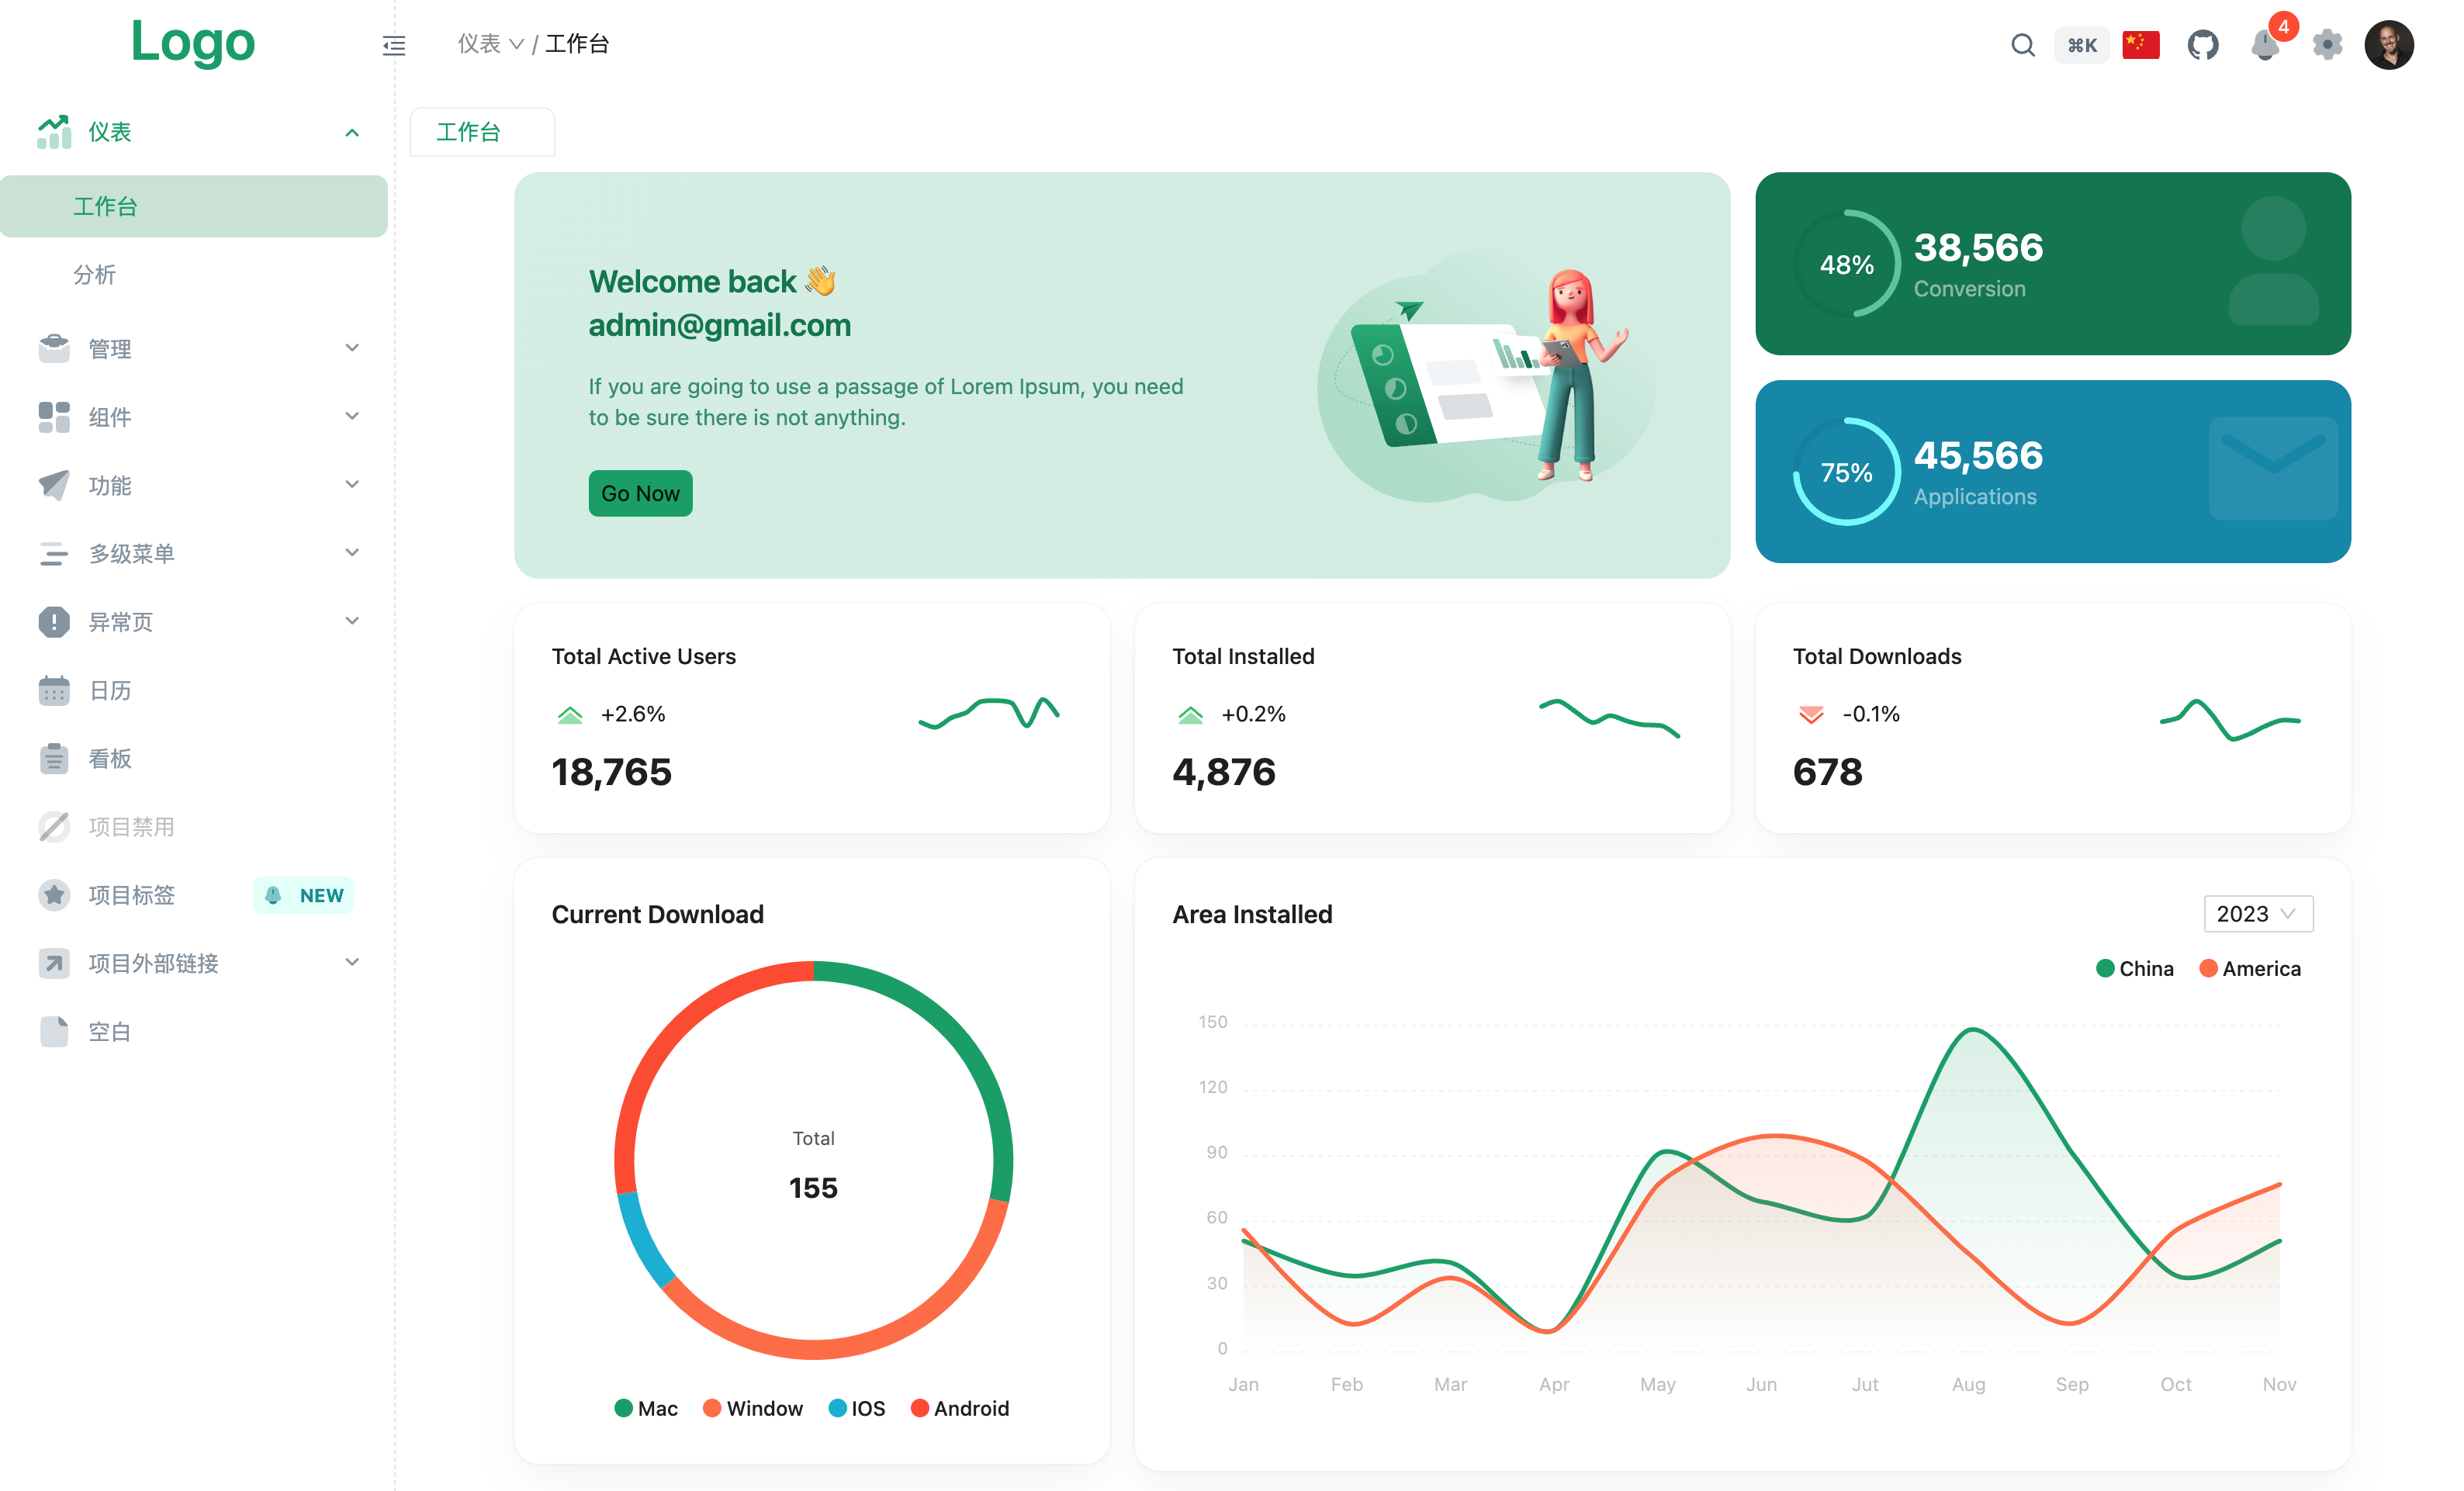 Logo
仪表 / 工作台
⌘K
4
仪表
工作台
分析
管理
组件
功能
多级菜单
异常页
日历
看板
项目禁用
项目标签
NEW
项目外部链接
空白
工作台
Welcome back 👋
admin@gmail.com
If you are going to use a passage of Lorem Ipsum, you need
to be sure there is not anything.
Go Now
48%
38,566
Conversion
75%
45,566
Applications
Total Active Users
+2.6%
18,765
Total Installed
+0.2%
4,876
Total Downloads
-0.1%
678
Current Download
Total
155
Mac Window IOS Android
Area Installed
2023
China America
150
120
90
60
30
0
Jan Feb Mar Apr May Jun Jut Aug Sep Oct Nov